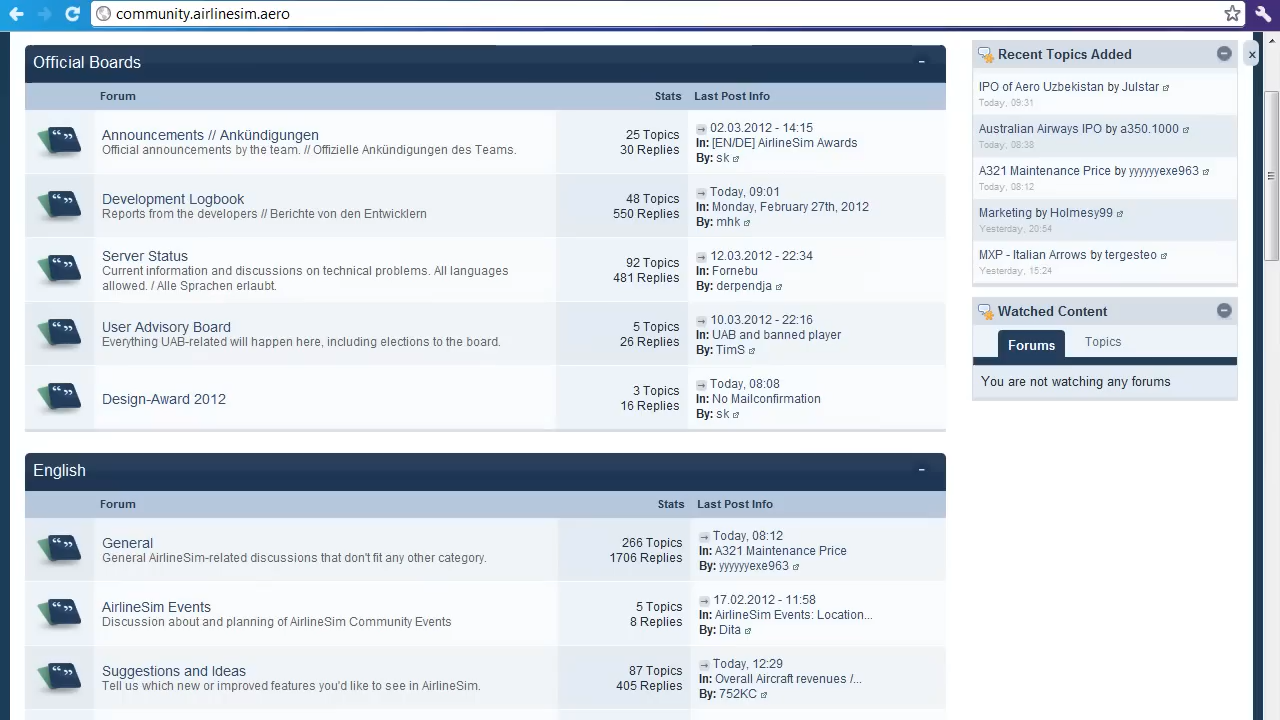 community.airlinesim.aero
Official Boards
Forum Stats Last Post Info
Announcements // Ankündigungen
Official announcements by the team. // Offizielle Ankündigungen des Teams.
25 Topics
30 Replies
02.03.2012 - 14:15
In: [EN/DE] AirlineSim Awards
By: sk
Development Logbook
Reports from the developers // Berichte von den Entwicklern
48 Topics
550 Replies
Today, 09:01
In: Monday, February 27th, 2012
By: mhk
Server Status
Current information and discussions on technical problems. All languages
allowed. / Alle Sprachen erlaubt.
92 Topics
481 Replies
12.03.2012 - 22:34
In: Fornebu
By: derpendja
User Advisory Board
Everything UAB-related will happen here, including elections to the board.
5 Topics
26 Replies
10.03.2012 - 22:16
In: UAB and banned player
By: TimS
Design-Award 2012
3 Topics
16 Replies
Today, 08:08
In: No Mailconfirmation
By: sk
English
Forum Stats Last Post Info
General
General AirlineSim-related discussions that don't fit any other category.
266 Topics
1706 Replies
Today, 08:12
In: A321 Maintenance Price
By: yyyyyyexe963
AirlineSim Events
Discussion about and planning of AirlineSim Community Events
5 Topics
8 Replies
17.02.2012 - 11:58
In: AirlineSim Events: Location...
By: Dita
Suggestions and Ideas
Tell us which new or improved features you'd like to see in AirlineSim.
87 Topics
405 Replies
Today, 12:29
In: Overall Aircraft revenues /...
By: 752KC
Recent Topics Added
IPO of Aero Uzbekistan by Julstar
Today, 09:31
Australian Airways IPO by a350.1000
Today, 08:38
A321 Maintenance Price by yyyyyyexe963
Today, 08:12
Marketing by Holmesy99
Yesterday, 20:54
MXP - Italian Arrows by tergesteo
Yesterday, 15:24
Watched Content
Forums Topics
You are not watching any forums